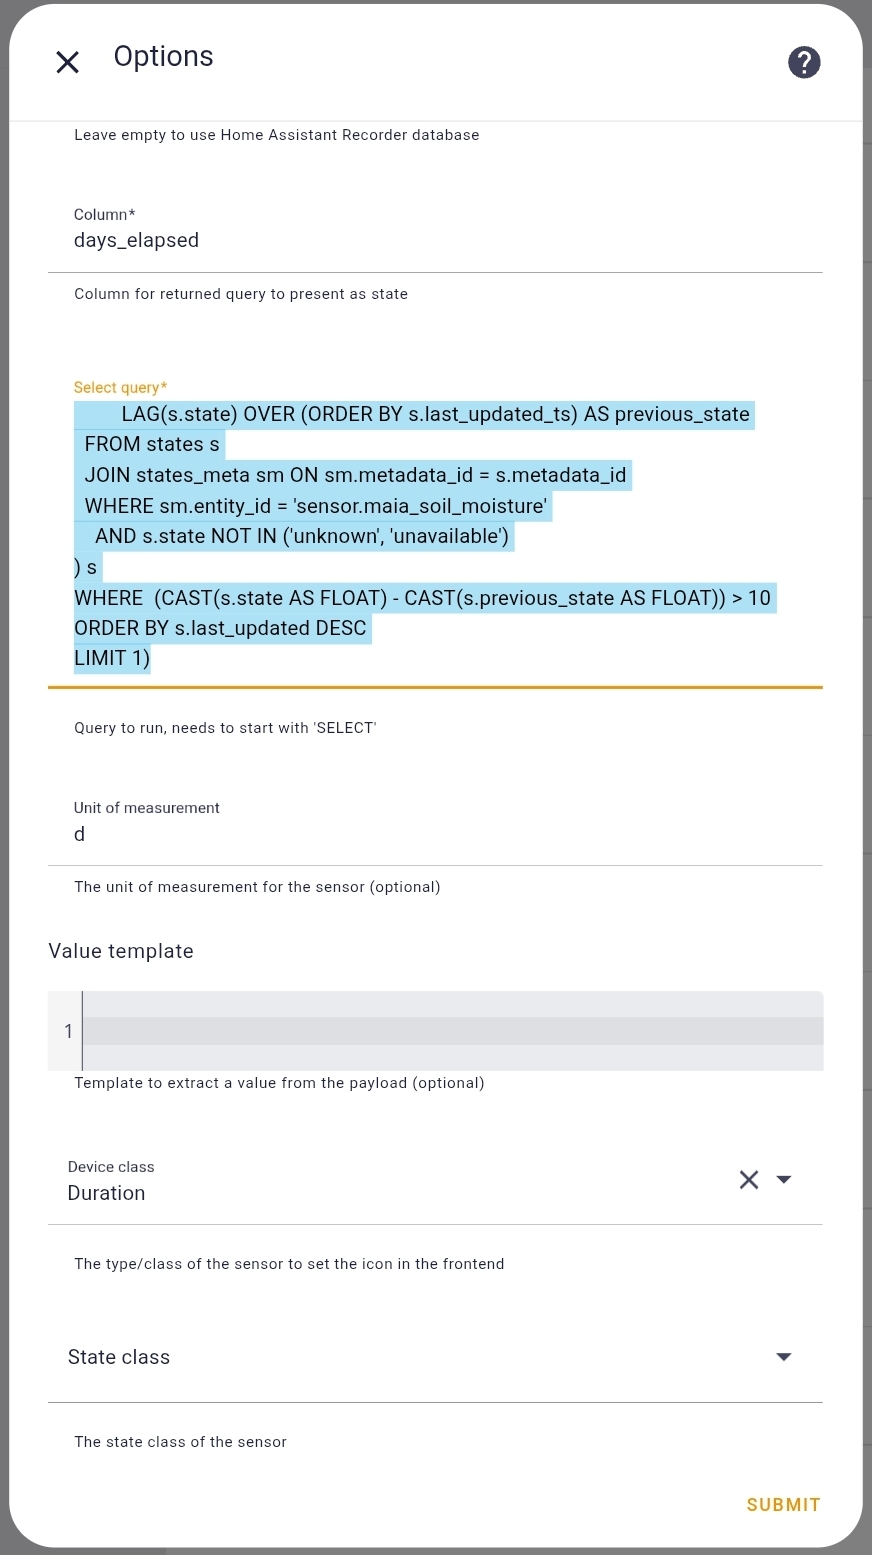 Options
Leave empty to use Home Assistant Recorder database
Column*
days_elapsed
Column for returned query to present as state
Select query*
LAG(s.state) OVER (ORDER BY s.last_updated_ts) AS previous_state
FROM states s
JOIN states_meta sm ON sm.metadata_id = s.metadata_id
WHERE sm.entity_id = 'sensor.maia_soil_moisture'
AND s.state NOT IN ('unknown', 'unavailable')
) s
WHERE  (CAST(s.state AS FLOAT) - CAST(s.previous_state AS FLOAT)) > 10
ORDER BY s.last_updated DESC
LIMIT 1)
Query to run, needs to start with 'SELECT'
Unit of measurement
d
The unit of measurement for the sensor (optional)
Value template
1
Template to extract a value from the payload (optional)
Device class
Duration
The type/class of the sensor to set the icon in the frontend
State class
The state class of the sensor
SUBMIT